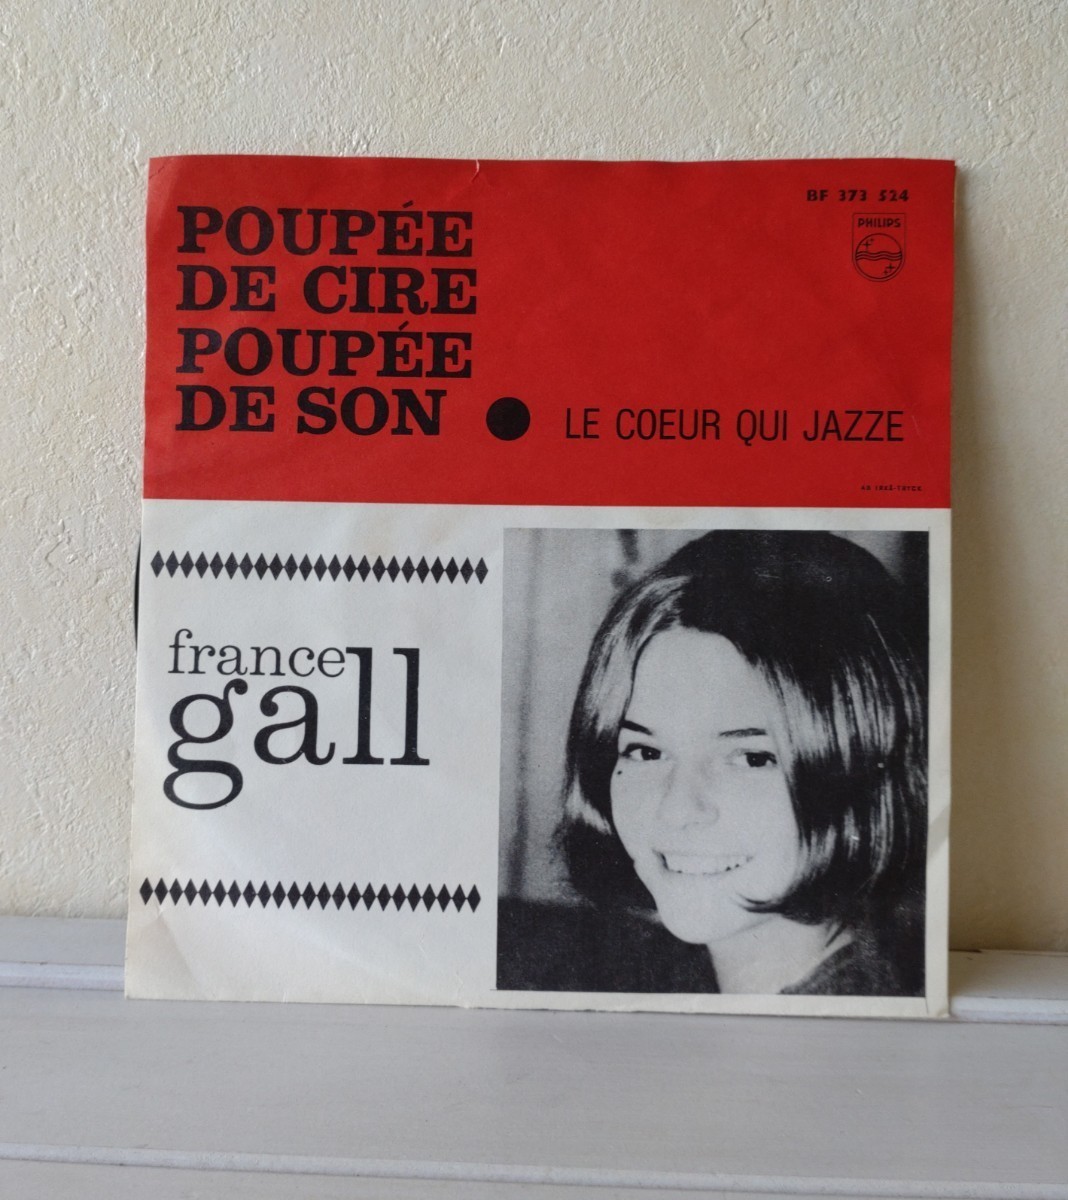 BF 373 524
PHILIPS
POUPÉE
DE CIRE
POUPÉE
DE SON ● LE COEUR QUI JAZZE
france
gall